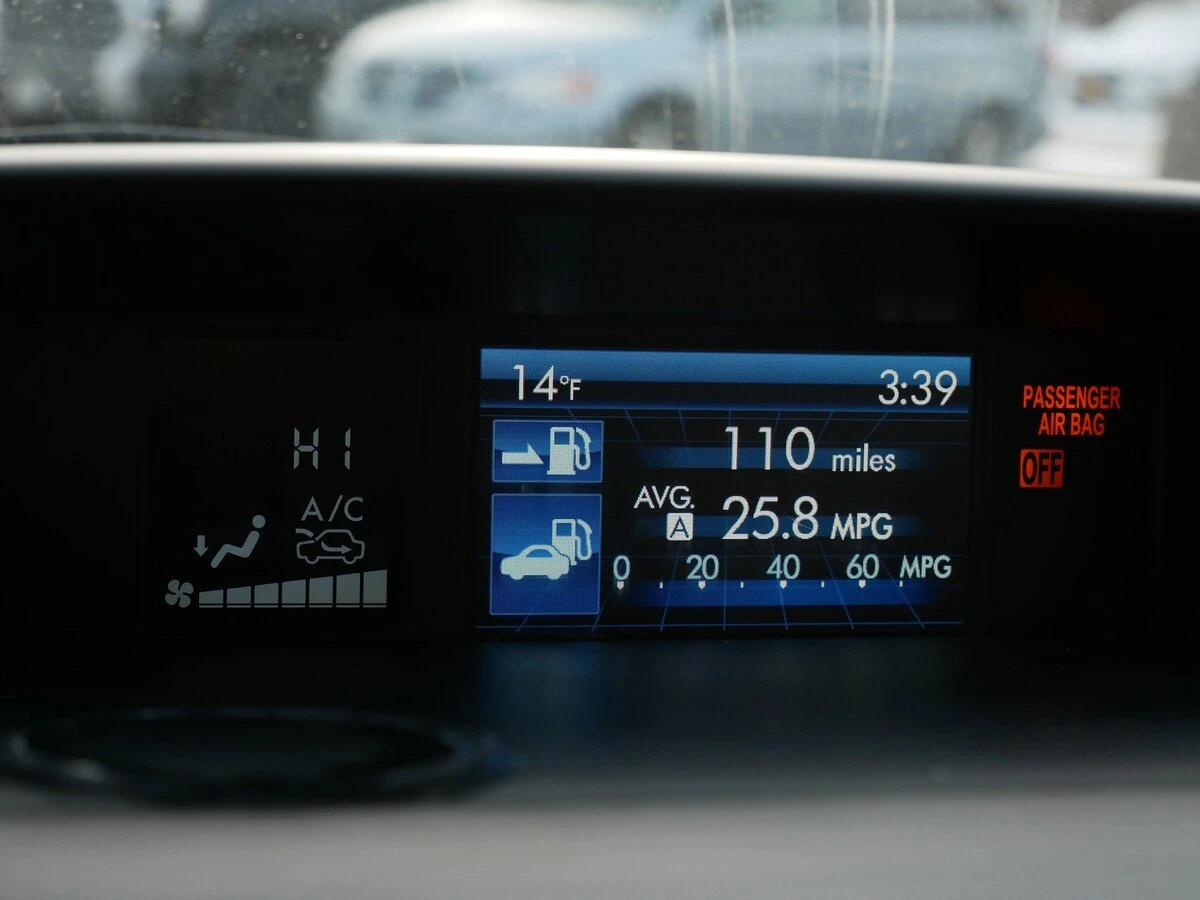 HI
A/C
14°F 3:39
110 miles
AVG.
A 25.8 MPG
0 20 40 60 MPG
PASSENGER
AIR BAG
OFF